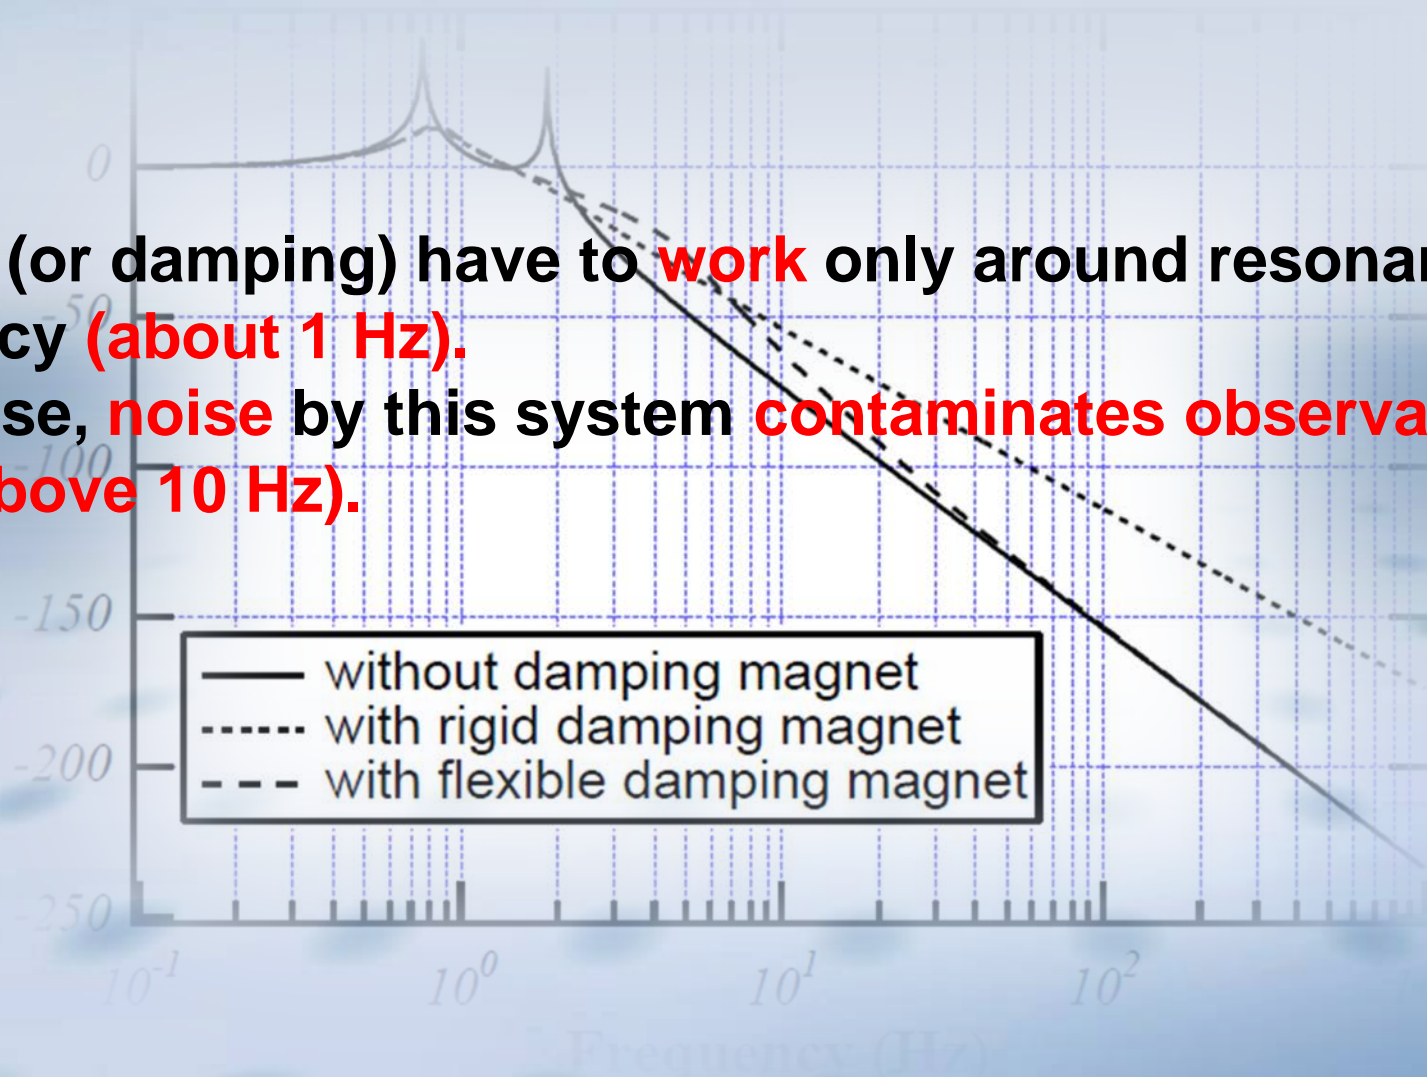 0
(or damping) have to work only around resonan
-50
cy (about 1 Hz).
se, noise by this system contaminates observa
-100
bove 10 Hz).
-150
without damping magnet
with rigid damping magnet
with flexible damping magnet
-200
-250
10^-1 10^0 10^1 10^2
Frequency (Hz)